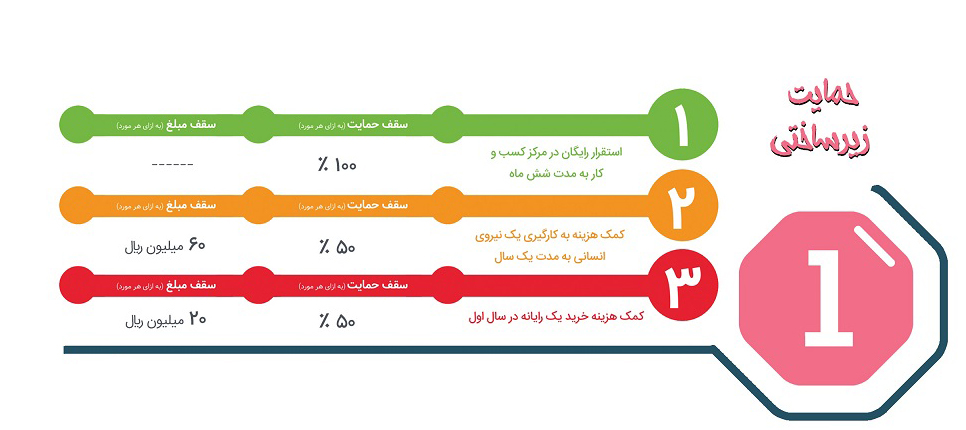 حمایت
زیرساختی
1
۱
سقف حمایت (به ازای هر مورد)
سقف مبلغ (به ازای هر مورد)
استقرار رایگان در مرکز کسب و
کار به مدت شش ماه
۱۰۰ ٪
------
۲
سقف حمایت (به ازای هر مورد)
سقف مبلغ (به ازای هر مورد)
کمک هزینه به کارگیری یک نیروی
انسانی به مدت یک سال
۵۰ ٪
۶۰ میلیون ریال
۳
سقف حمایت (به ازای هر مورد)
سقف مبلغ (به ازای هر مورد)
کمک هزینه خرید یک رایانه در سال اول
۵۰ ٪
۲۰ میلیون ریال